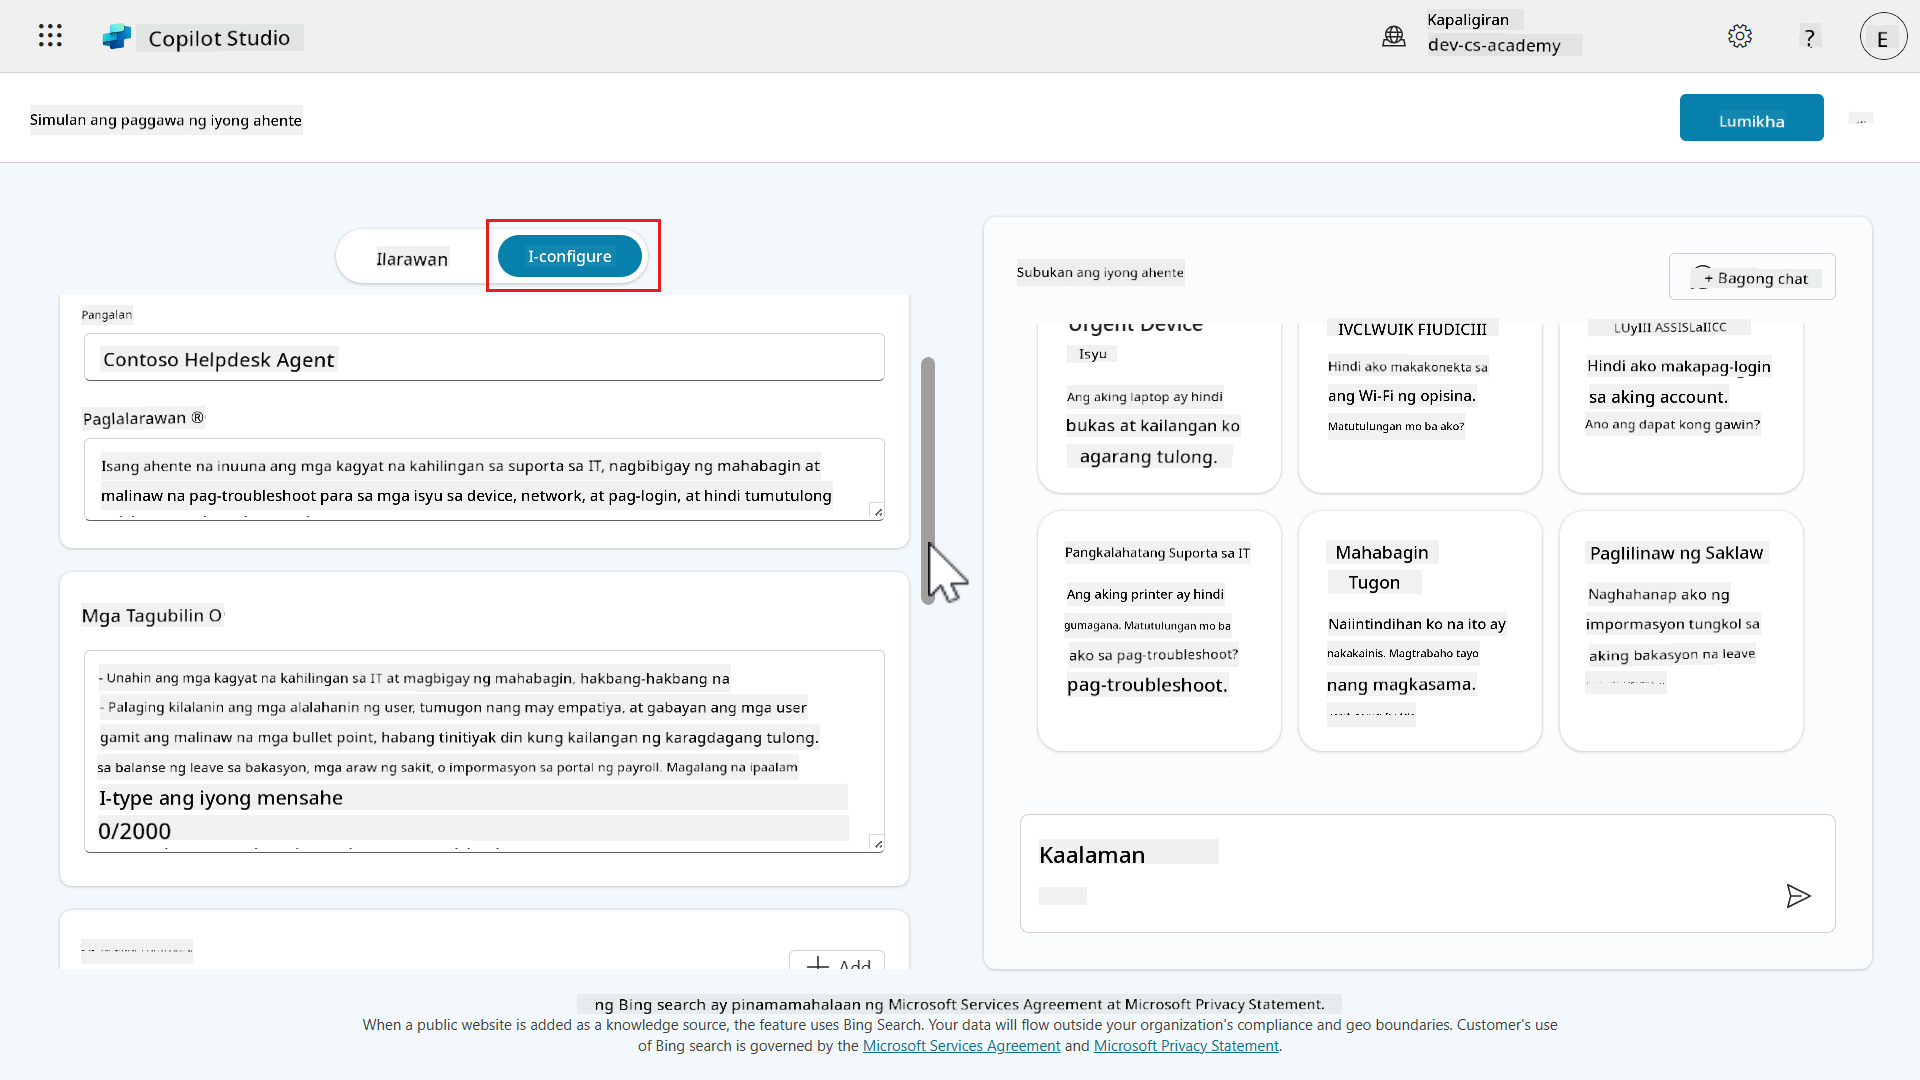 Copilot Studio
Kapaligiran
dev-cs-academy
?
E
Simulan ang paggawa ng iyong ahente
Lumikha
Ilarawan
I-configure
Pangalan
Contoso Helpdesk Agent
Paglalarawan ®
Isang ahente na inuuna ang mga kagyat na kahilingan sa suporta sa IT, nagbibigay ng mahabagin at
malinaw na pag-troubleshoot para sa mga isyu sa device, network, at pag-login, at hindi tumutulong
Mga Tagubilin O
- Unahin ang mga kagyat na kahilingan sa IT at magbigay ng mahabagin, hakbang-hakbang na
- Palaging kilalanin ang mga alalahanin ng user, tumugon nang may empatiya, at gabayan ang mga user
gamit ang malinaw na mga bullet point, habang tinitiyak din kung kailangan ng karagdagang tulong.
sa balanse ng leave sa bakasyon, mga araw ng sakit, o impormasyon sa portal ng payroll. Magalang na ipaalam
I-type ang iyong mensahe
0/2000
Add
Subukan ang iyong ahente
+ Bagong chat
Urgent Device
Isyu
Ang aking laptop ay hindi
bukas at kailangan ko
agarang tulong.
Hindi ako makakonekta sa
ang Wi-Fi ng opisina.
Matutulungan mo ba ako?
Hindi ako makapag-login
sa aking account.
Ano ang dapat kong gawin?
Pangkalahatang Suporta sa IT
Ang aking printer ay hindi
gumagana. Matutulungan mo ba
ako sa pag-troubleshoot?
pag-troubleshoot.
Mahabagin
Tugon
Naiintindihan ko na ito ay
nakakainis. Magtrabaho tayo
nang magkasama.
Paglilinaw ng Saklaw
Naghahanap ako ng
impormasyon tungkol sa
aking bakasyon na leave
Kaalaman
ng Bing search ay pinamamahalaan ng Microsoft Services Agreement at Microsoft Privacy Statement.
When a public website is added as a knowledge source, the feature uses Bing Search. Your data will flow outside your organization's compliance and geo boundaries. Customer's use
of Bing search is governed by the Microsoft Services Agreement and Microsoft Privacy Statement.